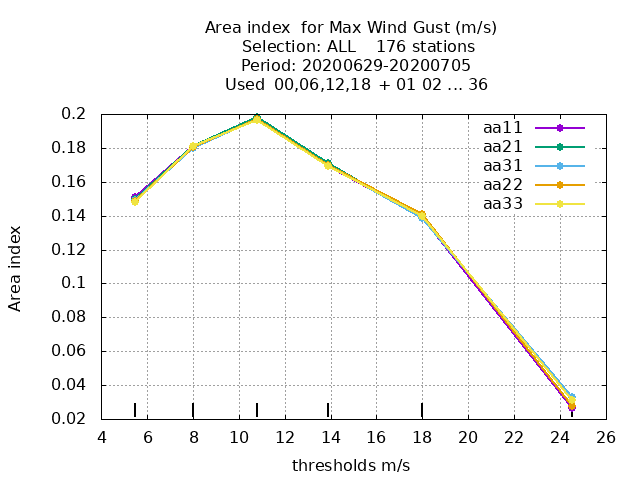 Area index  for Max Wind Gust (m/s)
Selection: ALL    176 stations
Period: 20200629-20200705
Used  00,06,12,18  + 01 02 ... 36
aa11
aa21
aa31
aa22
aa33
0.2
0.18
0.16
0.14
0.12
0.1
0.08
0.06
0.04
0.02
Area index
4 6 8 10 12 14 16 18 20 22 24 26
thresholds m/s